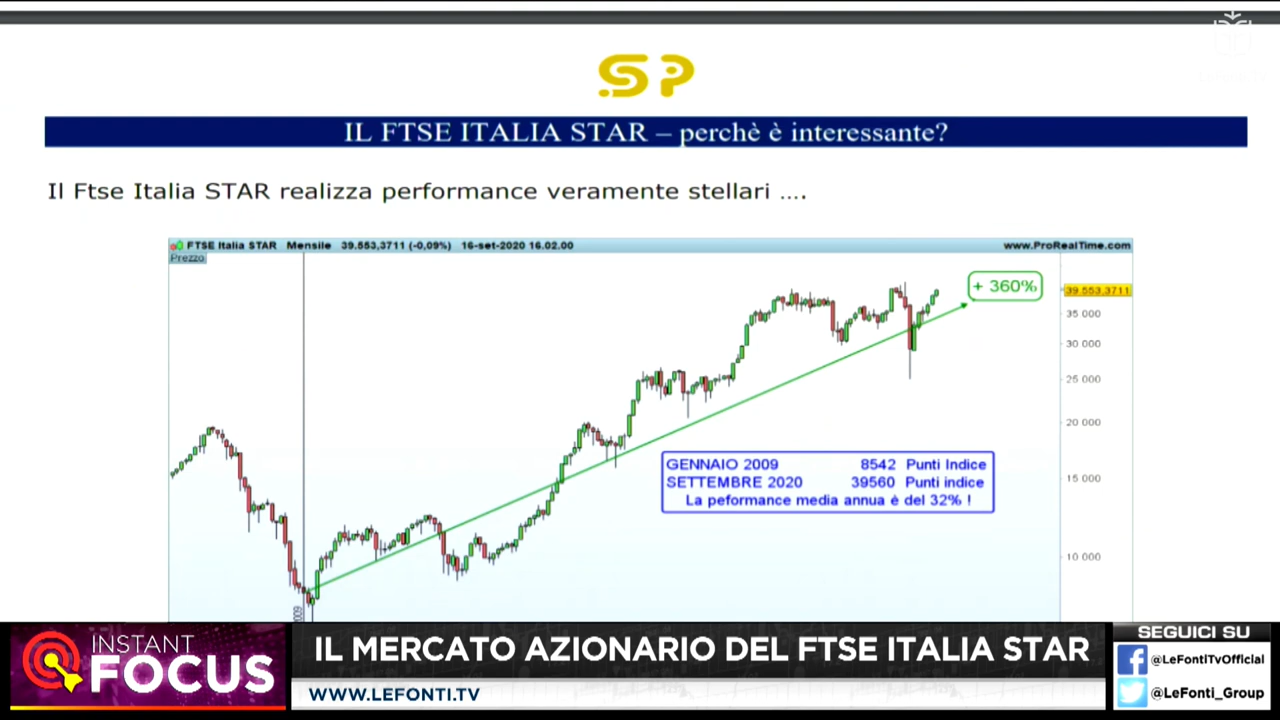 SP
IL FTSE ITALIA STAR – perchè è interessante?
Il Ftse Italia STAR realizza performance veramente stellari ....
FTSE Italia STAR Mensile 39.553,3711 (-0,09%) 16-set-2020 16.02.00 www.ProRealTime.com
Prezzo
+ 360%
39 553,3711
35 000
30 000
25 000
20 000
15 000
10 000
GENNAIO 2009 8542 Punti Indice
SETTEMBRE 2020 39560 Punti indice
La peformance media annua è del 32% !
INSTANT
FOCUS
IL MERCATO AZIONARIO DEL FTSE ITALIA STAR
WWW.LEFONTI.TV
SEGUICI SU
@LeFontiTvOfficial
@LeFonti_Group